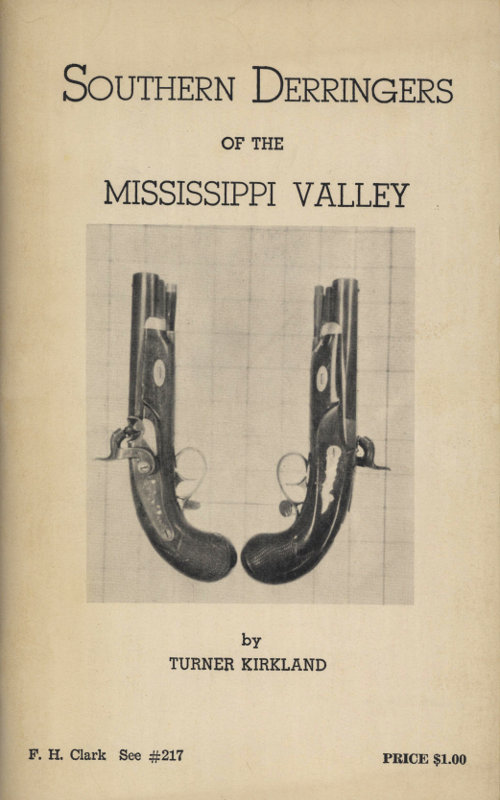 Southern Derringers
OF THE
MISSISSIPPI VALLEY
by
TURNER KIRKLAND
F. H. Clark See #217
PRICE $1.00